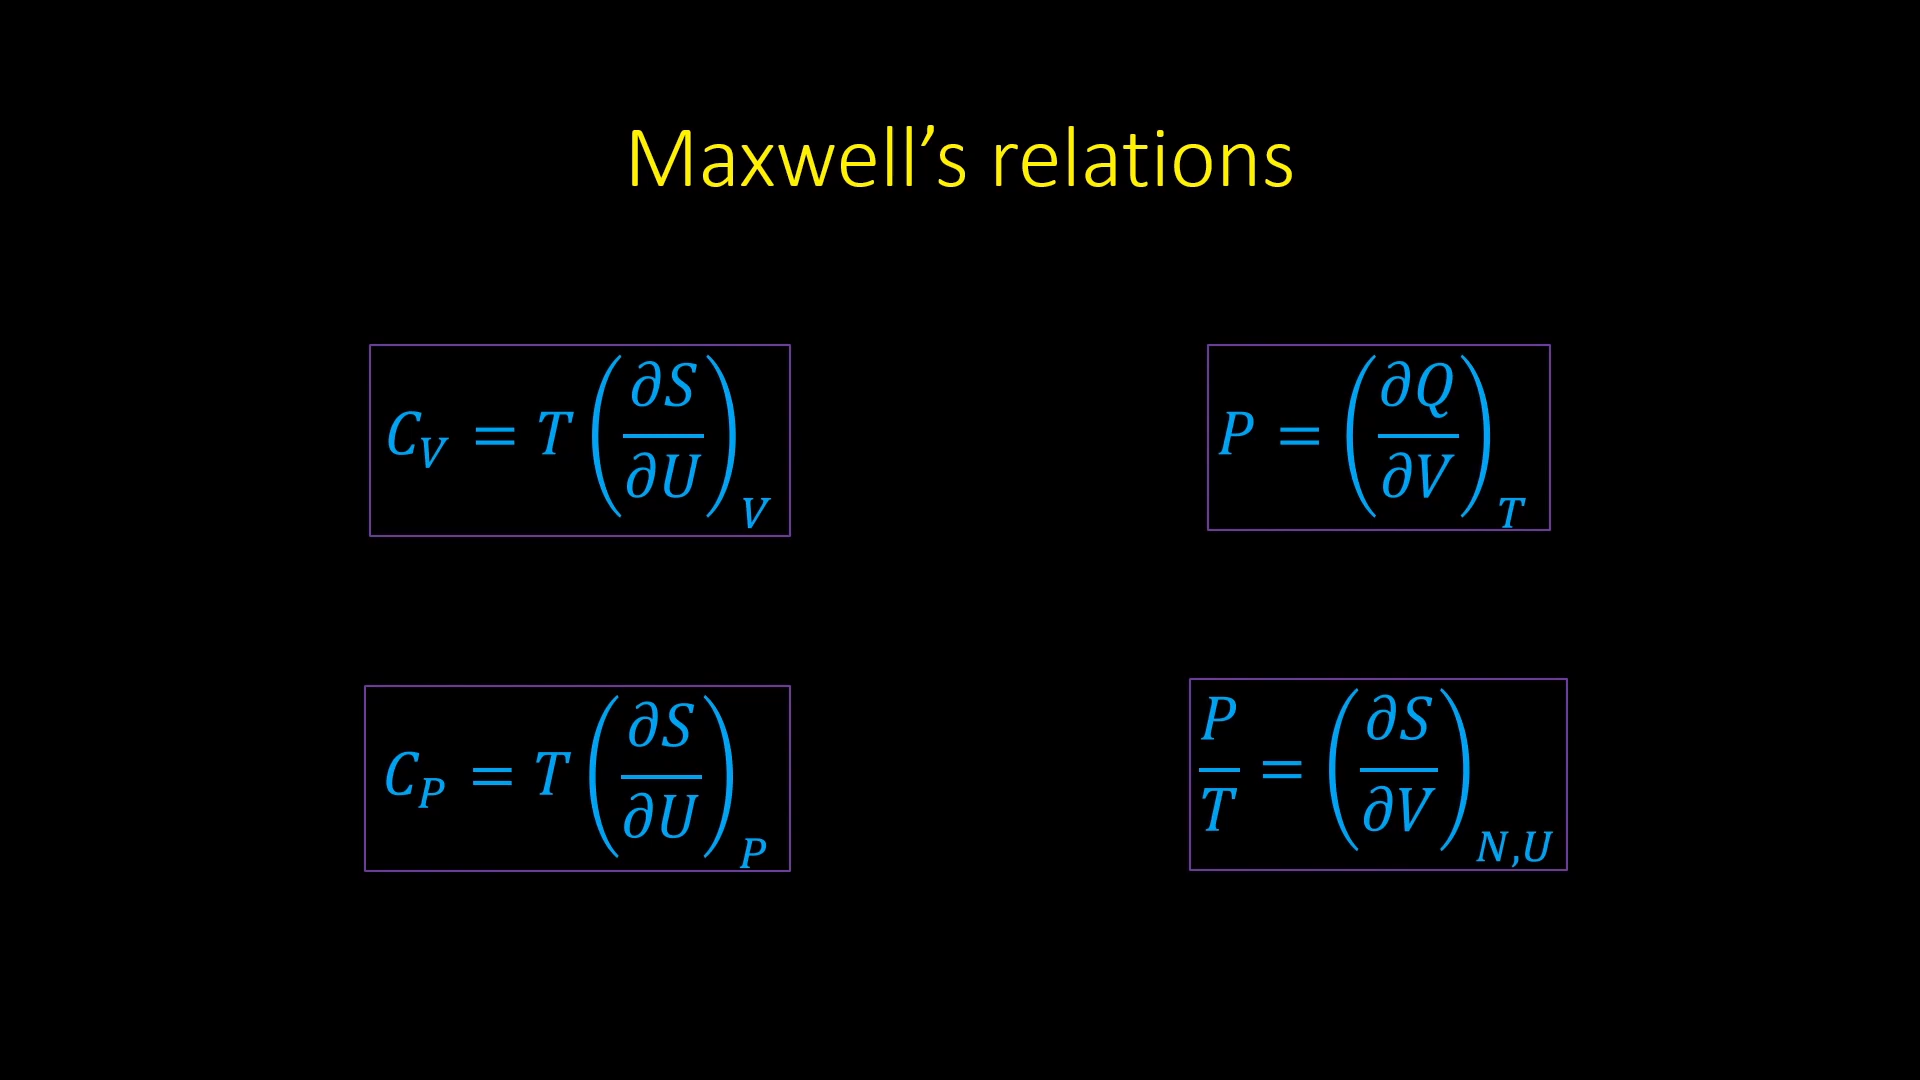 Maxwell’s relations
C_V = T (∂S/∂U)_V
P = (∂Q/∂V)_T
C_P = T (∂S/∂U)_P
P/T = (∂S/∂V)_{N,U}